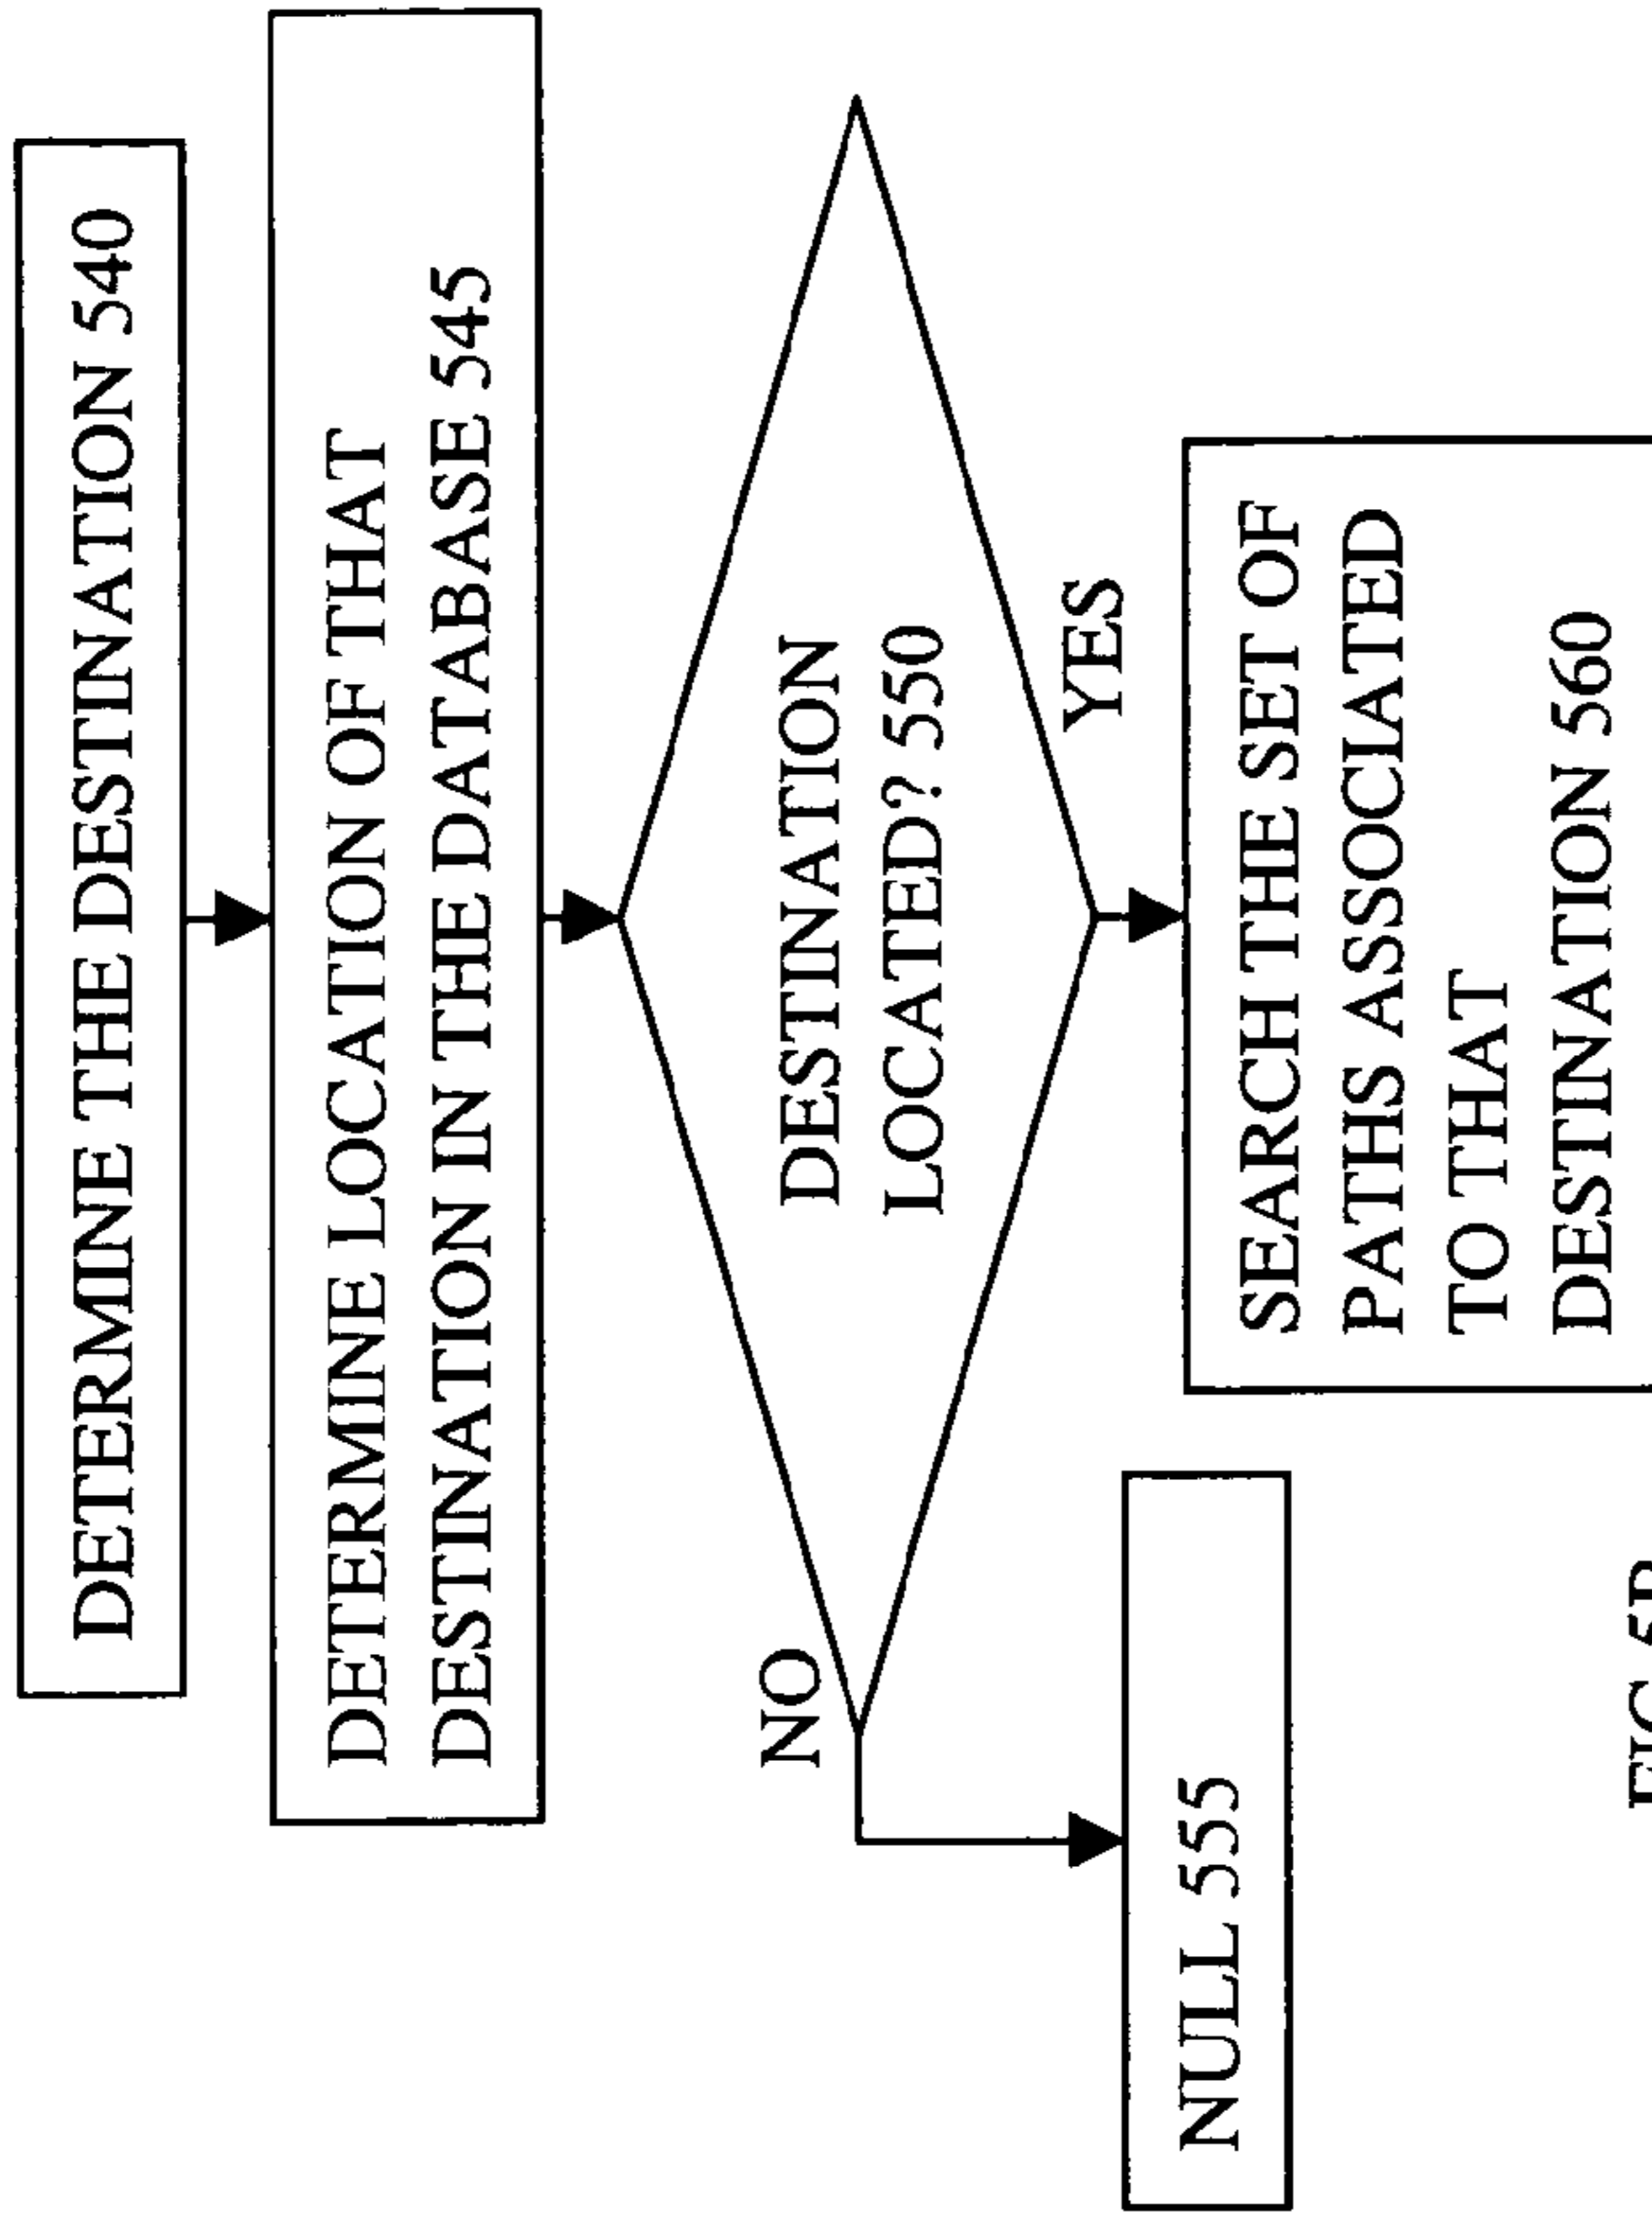 DETERMINE THE DESTINATION 540
DETERMINE LOCATION OF THAT
DESTINATION IN THE DATABASE 545
DESTINATION
LOCATED? 550
NO
YES
NULL 555
SEARCH THE SET OF
PATHS ASSOCIATED
TO THAT
DESTINATION 560